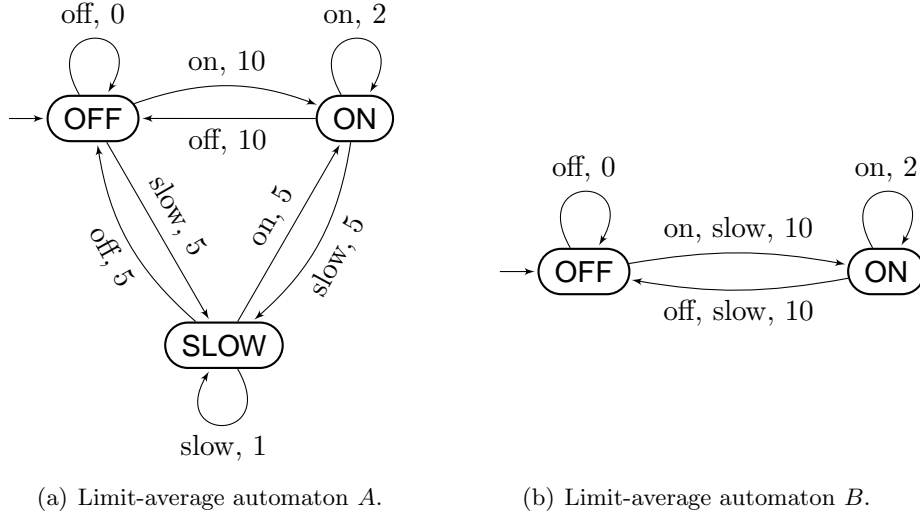 off, 0
on, 2
on, 10
OFF
ON
off, 10
slow, 5
on, 5
off, 5
slow, 5
SLOW
slow, 1
(a) Limit-average automaton A.
off, 0
on, 2
on, slow, 10
OFF
ON
off, slow, 10
(b) Limit-average automaton B.